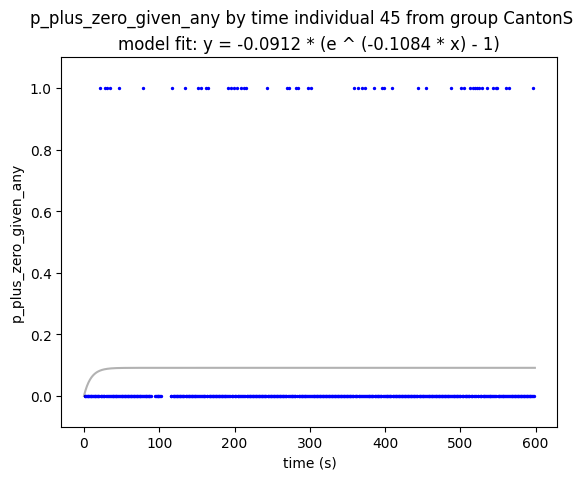 p_plus_zero_given_any by time individual 45 from group CantonS
model fit: y = -0.0912 * (e ^ (-0.1084 * x) - 1)
1.0
0.8
0.6
0.4
0.2
0.0
p_plus_zero_given_any
0 100 200 300 400 500 600
time (s)